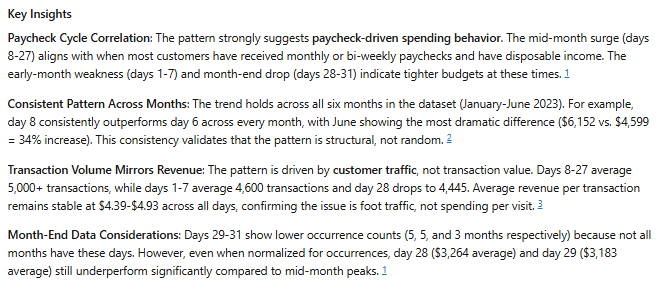 Key Insights
Paycheck Cycle Correlation: The pattern strongly suggests paycheck-driven spending behavior. The mid-month surge (days
8-27) aligns with when most customers have received monthly or bi-weekly paychecks and have disposable income. The
early-month weakness (days 1-7) and month-end drop (days 28-31) indicate tighter budgets at these times. 1
Consistent Pattern Across Months: The trend holds across all six months in the dataset (January-June 2023). For example,
day 8 consistently outperforms day 6 across every month, with June showing the most dramatic difference ($6,152 vs. $4,599
= 34% increase). This consistency validates that the pattern is structural, not random. 2
Transaction Volume Mirrors Revenue: The pattern is driven by customer traffic, not transaction value. Days 8-27 average
5,000+ transactions, while days 1-7 average 4,600 transactions and day 28 drops to 4,445. Average revenue per transaction
remains stable at $4.39-$4.93 across all days, confirming the issue is foot traffic, not spending per visit. 3
Month-End Data Considerations: Days 29-31 show lower occurrence counts (5, 5, and 3 months respectively) because not all
months have these days. However, even when normalized for occurrences, day 28 ($3,264 average) and day 29 ($3,183
average) still underperform significantly compared to mid-month peaks. 1